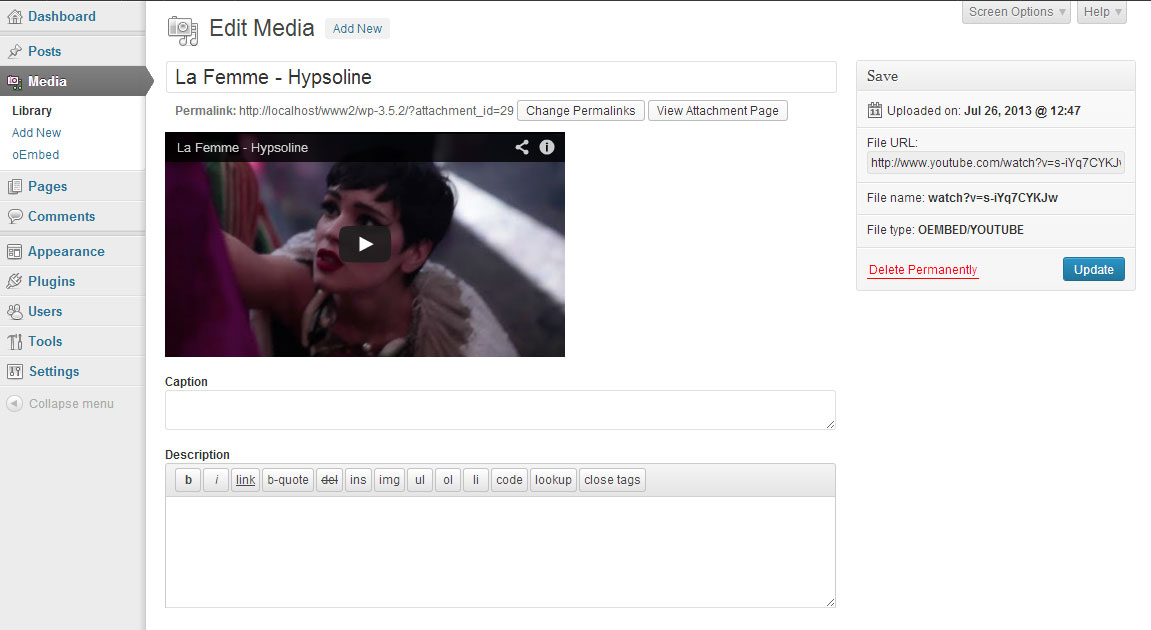 Dashboard
Posts
Media
Library
Add New
oEmbed
Pages
Comments
Appearance
Plugins
Users
Tools
Settings
Collapse menu
Screen Options
Help
Edit Media Add New
La Femme - Hypsoline
Permalink: http://localhost/www2/wp-3.5.2/?attachment_id=29 Change Permalinks View Attachment Page
La Femme - Hypsoline
Caption
Description
b i link b-quote del ins img ul ol li code lookup close tags
Save
11 Uploaded on: Jul 26, 2013 @ 12:47
File URL:
http://www.youtube.com/watch?v=s-iYq7CYKJ
File name: watch?v=s-iYq7CYKJw
File type: OEMBED/YOUTUBE
Delete Permanently Update